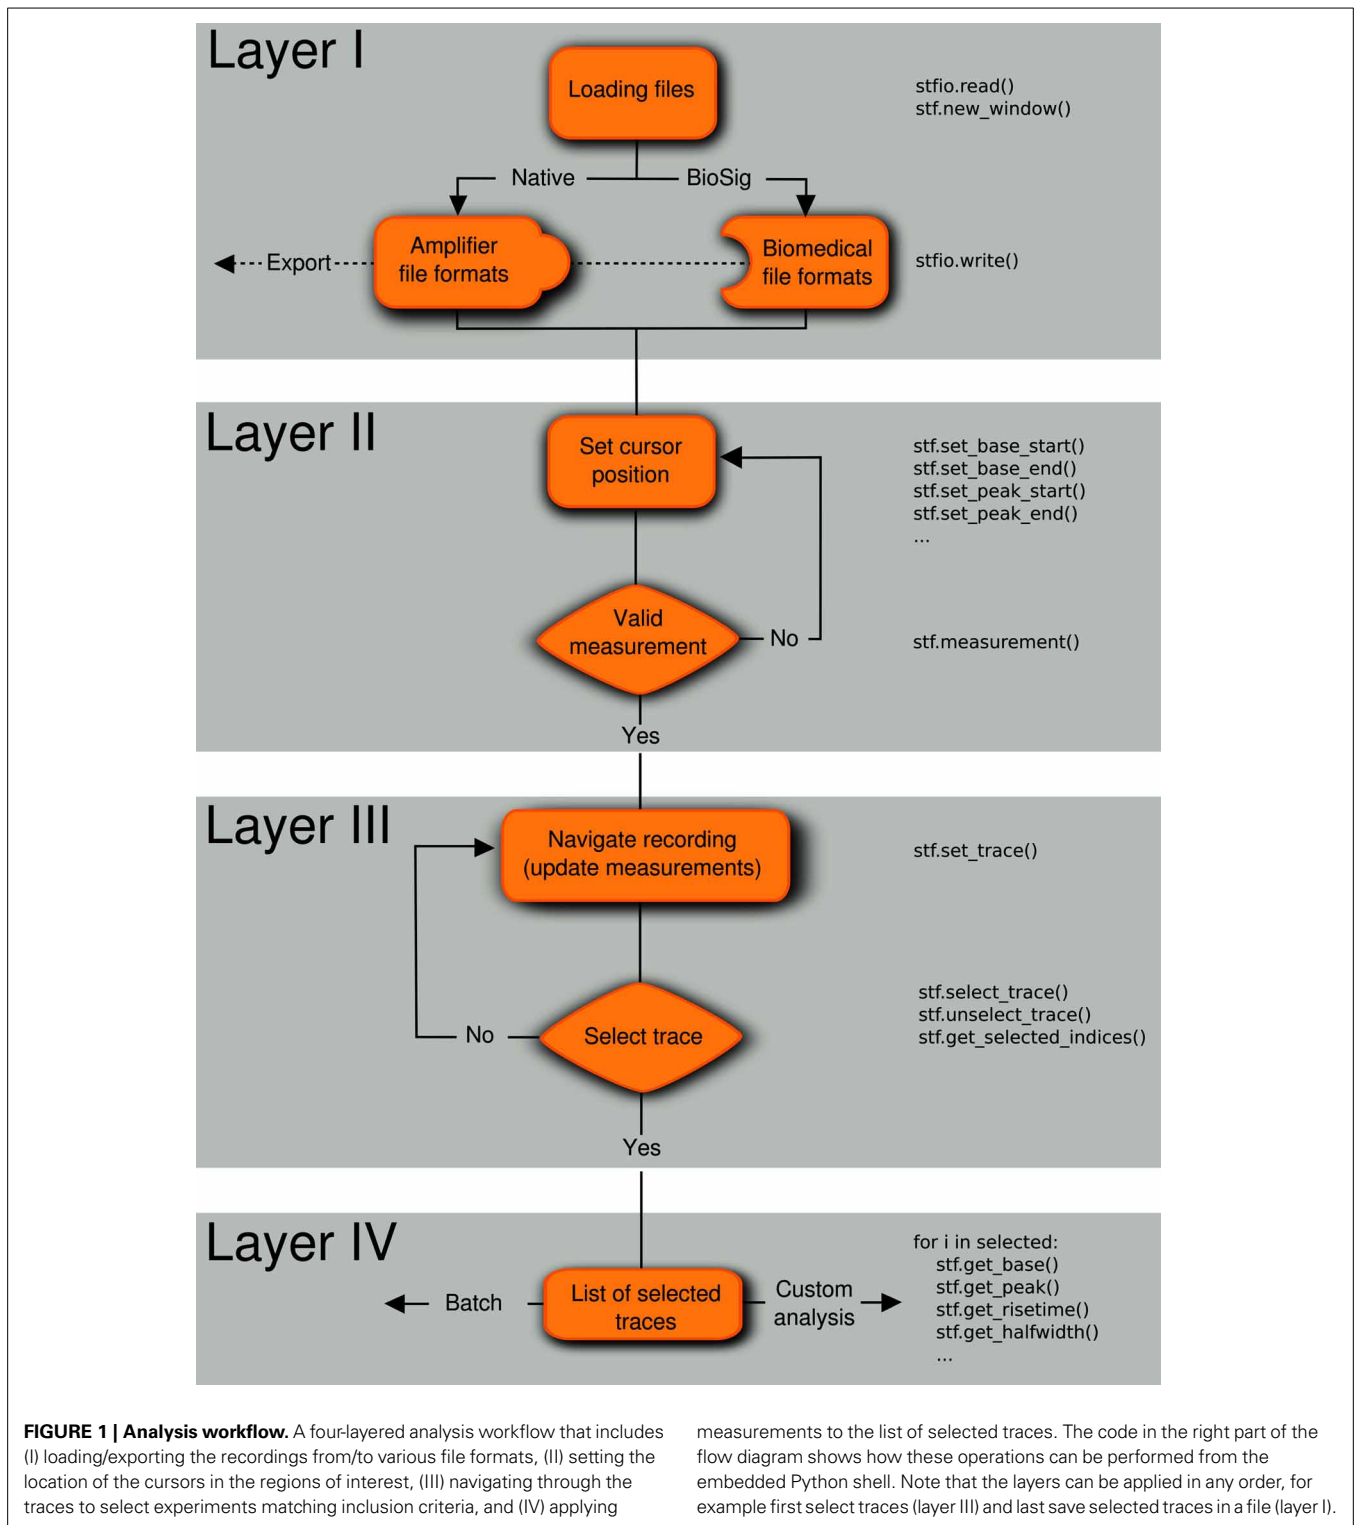 Layer I
Loading files
stfio.read()
stf.new_window()
Native
BioSig
Export
Amplifier
file formats
Biomedical
file formats
stfio.write()
Layer II
Set cursor
position
stf.set_base_start()
stf.set_base_end()
stf.set_peak_start()
stf.set_peak_end()
...
Valid
measurement
No
stf.measurement()
Yes
Layer III
Navigate recording
(update measurements)
stf.set_trace()
stf.select_trace()
stf.unselect_trace()
stf.get_selected_indices()
No
Select trace
Yes
Layer IV
Batch
List of selected
traces
Custom
analysis
for i in selected:
stf.get_base()
stf.get_peak()
stf.get_risetime()
stf.get_halfwidth()
...
FIGURE 1 | Analysis workflow. A four-layered analysis workflow that includes
(I) loading/exporting the recordings from/to various file formats, (II) setting the
location of the cursors in the regions of interest, (III) navigating through the
traces to select experiments matching inclusion criteria, and (IV) applying
measurements to the list of selected traces. The code in the right part of the
flow diagram shows how these operations can be performed from the
embedded Python shell. Note that the layers can be applied in any order, for
example first select traces (layer III) and last save selected traces in a file (layer I).